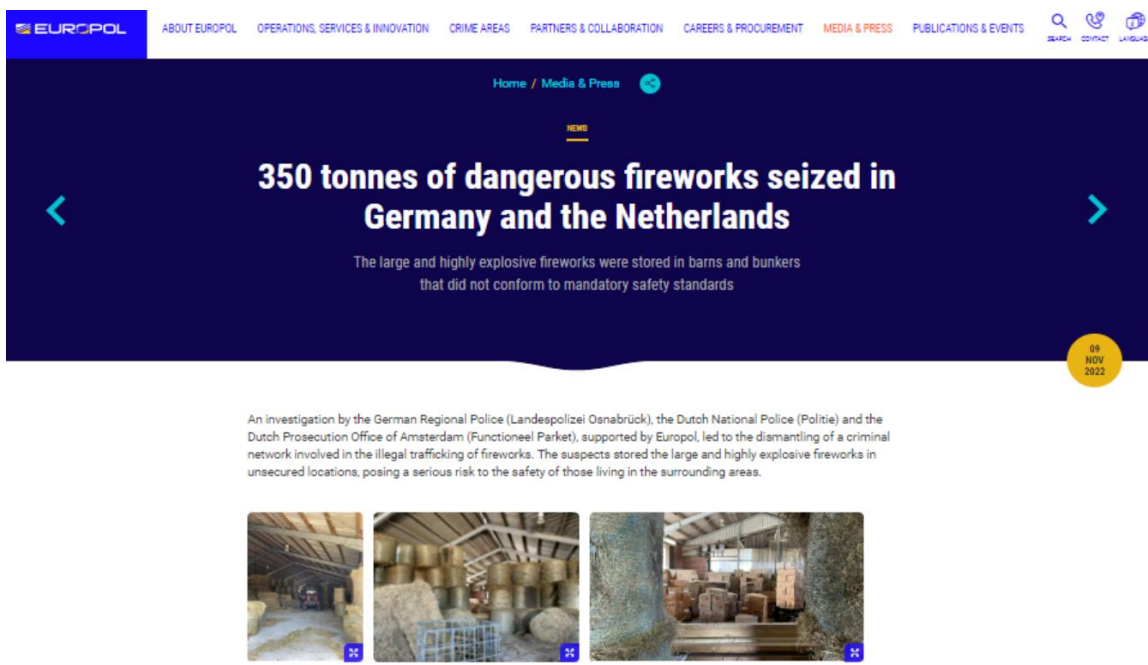 EUROPOL
ABOUT EUROPOL OPERATIONS, SERVICES & INNOVATION CRIME AREAS PARTNERS & COLLABORATION CAREERS & PROCUREMENT MEDIA & PRESS PUBLICATIONS & EVENTS
SEARCH CONTACT LANGUAG
Home / Media & Press
NEWS
350 tonnes of dangerous fireworks seized in
Germany and the Netherlands
The large and highly explosive fireworks were stored in barns and bunkers
that did not conform to mandatory safety standards
09
NOV
2022
An investigation by the German Regional Police (Landespolizei Osnabrück), the Dutch National Police (Politie) and the
Dutch Prosecution Office of Amsterdam (Functioneel Parket), supported by Europol, led to the dismantling of a criminal
network involved in the illegal trafficking of fireworks. The suspects stored the large and highly explosive fireworks in
unsecured locations, posing a serious risk to the safety of those living in the surrounding areas.